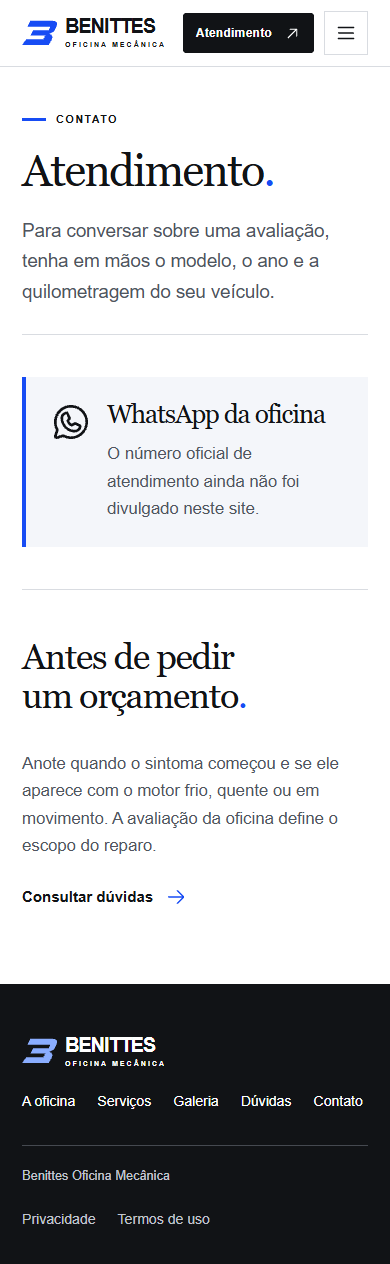 BENITTES
OFICINA MECÂNICA
Atendimento
CONTATO
Atendimento.
Para conversar sobre uma avaliação,
tenha em mãos o modelo, o ano e a
quilometragem do seu veículo.
WhatsApp da oficina
O número oficial de
atendimento ainda não foi
divulgado neste site.
Antes de pedir
um orçamento.
Anote quando o sintoma começou e se ele
aparece com o motor frio, quente ou em
movimento. A avaliação da oficina define o
escopo do reparo.
Consultar dúvidas
BENITTES
OFICINA MECÂNICA
A oficina Serviços Galeria Dúvidas Contato
Benittes Oficina Mecânica
Privacidade Termos de uso